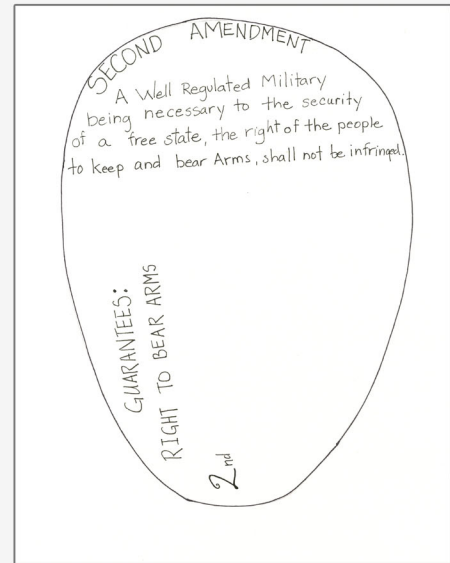 SECOND AMENDMENT
A Well Regulated Military
being necessary to the security
of a free state, the right of the people
to keep and bear Arms, shall not be infringed.
GUARANTEES:
RIGHT TO BEAR ARMS
2nd